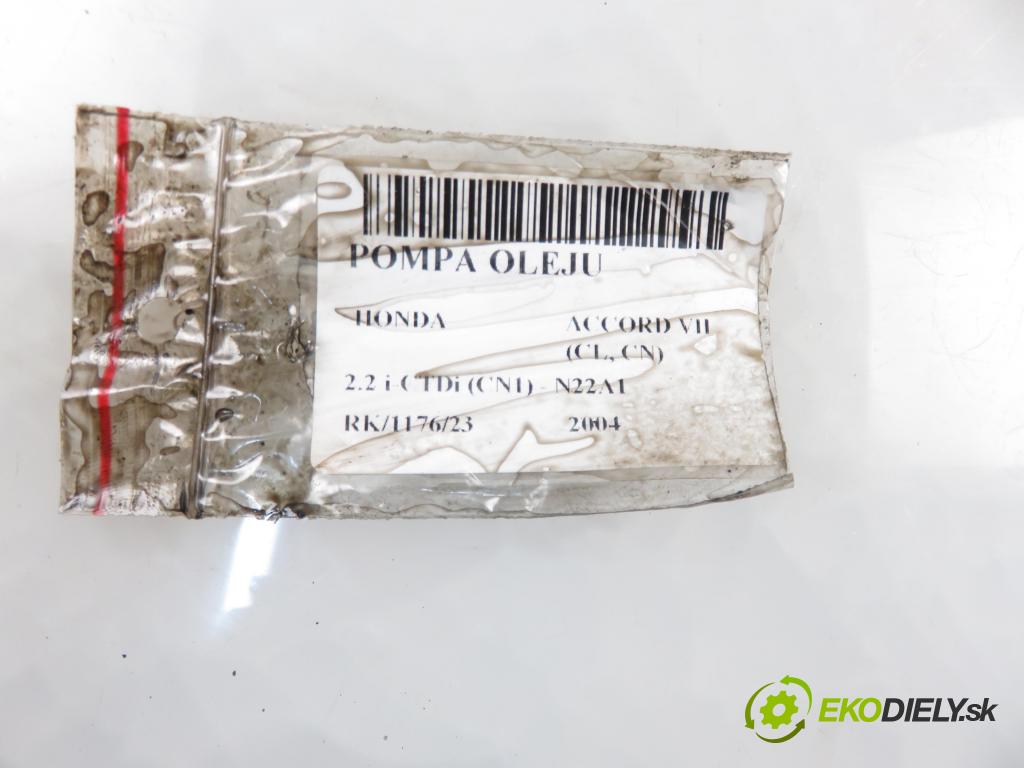 POMPA OLEJU
HONDA ACCORD VII
(CL, CN)
2.2 i-CTDi (CN1) - N22A1
RK/1176/23 2004
EKODIELY.sk